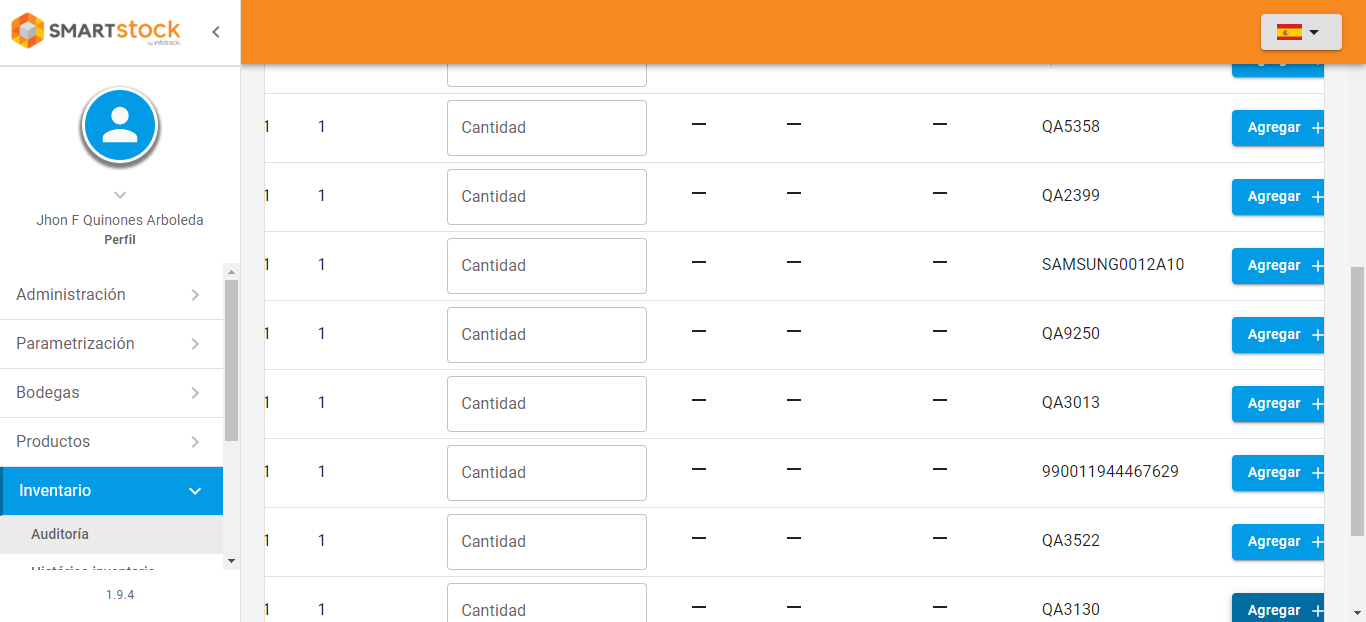 SMARTstock
by infotrack.
Jhon F Quinones Arboleda
Perfil
Administración
Parametrización
Bodegas
Productos
Inventario
Auditoría
Histórico inventario
1.9.4
1 1 Cantidad — — — QA5358 Agregar +
1 1 Cantidad — — — QA2399 Agregar +
1 1 Cantidad — — — SAMSUNG0012A10 Agregar +
1 1 Cantidad — — — QA9250 Agregar +
1 1 Cantidad — — — QA3013 Agregar +
1 1 Cantidad — — — 990011944467629 Agregar +
1 1 Cantidad — — — QA3522 Agregar +
1 1 Cantidad — — — QA3130 Agregar +